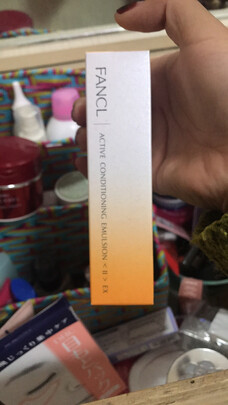 FANCL
ACTIVE CONDITIONING EMULSION <II> EX